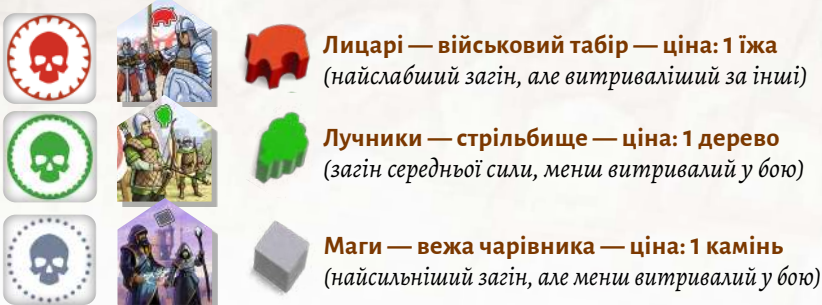 Лицарі — військовий табір — ціна: 1 їжа
(найслабший загін, але витриваліший за інші)
Лучники — стрільбище — ціна: 1 дерево
(загін середньої сили, менш витривалий у бою)
Маги — вежа чарівника — ціна: 1 камінь
(найсильніший загін, але менш витривалий у бою)